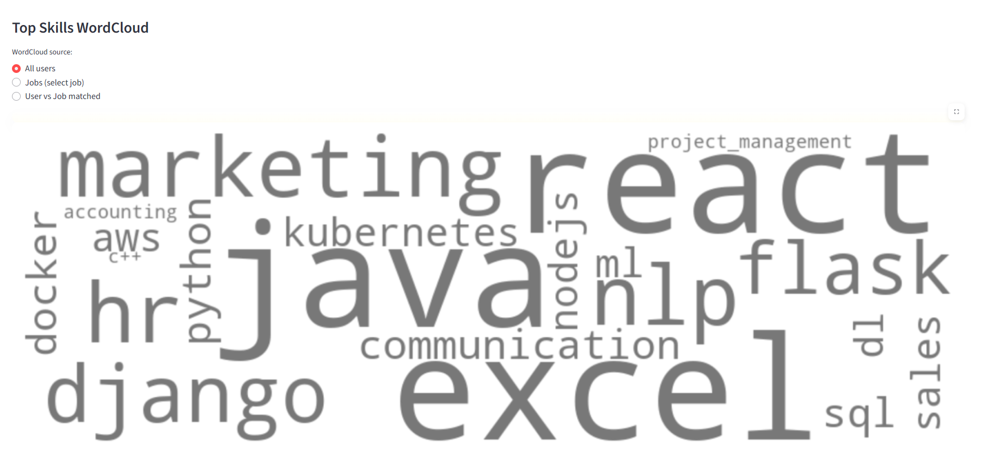 Top Skills WordCloud
WordCloud source:
All users
Jobs (select job)
User vs Job matched
marketing
react
project_management
accounting
python
docker
aws
c++
kubernetes
nodejs
java
ml
nlp
flask
hr
communication
dl
sales
django
excel
sql